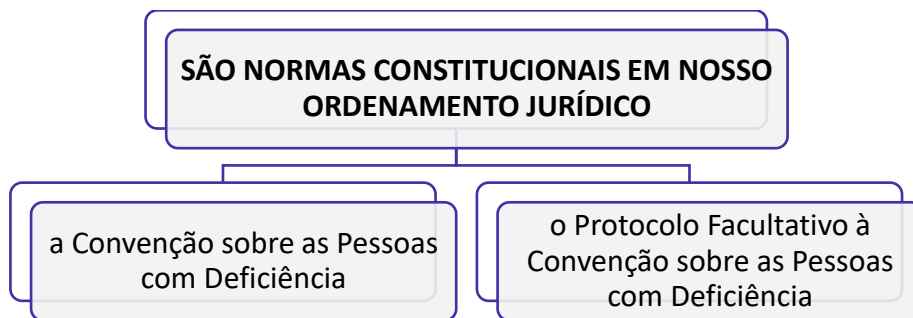 SÃO NORMAS CONSTITUCIONAIS EM NOSSO
ORDENAMENTO JURÍDICO
a Convenção sobre as Pessoas
com Deficiência
o Protocolo Facultativo à
Convenção sobre as Pessoas
com Deficiência